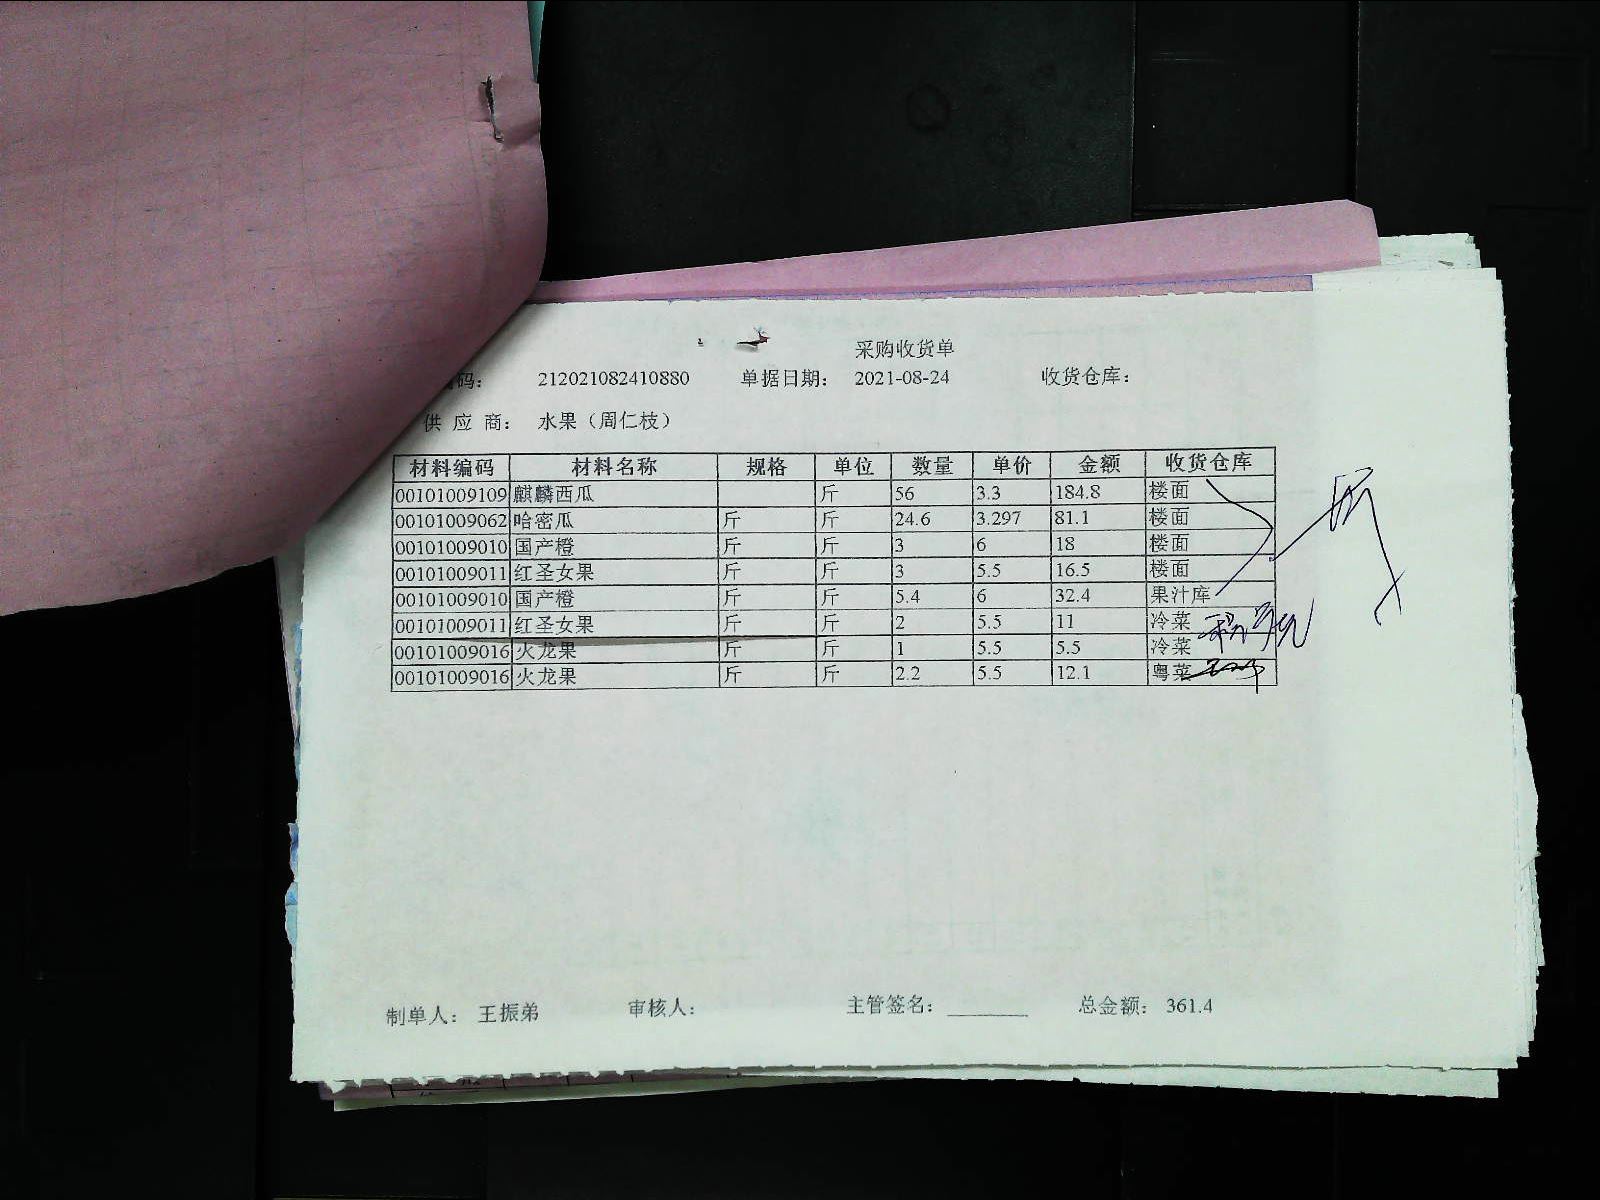 采购收货单
码： 212021082410880 单据日期： 2021-08-24 收货仓库：
供 应 商： 水果（周仁枝）
材料编码 材料名称 规格 单位 数量 单价 金额 收货仓库
00101009109 麒麟西瓜 斤 56 3.3 184.8 楼面
00101009062 哈密瓜 斤 斤 24.6 3.297 81.1 楼面
00101009010 国产橙 斤 斤 3 6 18 楼面
00101009011 红圣女果 斤 斤 3 5.5 16.5 楼面
00101009010 国产橙 斤 斤 5.4 6 32.4 果汁库
00101009011 红圣女果 斤 斤 2 5.5 11 冷菜
00101009016 火龙果 斤 斤 1 5.5 5.5 冷菜
00101009016 火龙果 斤 斤 2.2 5.5 12.1 粤菜
制单人： 王振弟 审核人： 主管签名： 总金额： 361.4